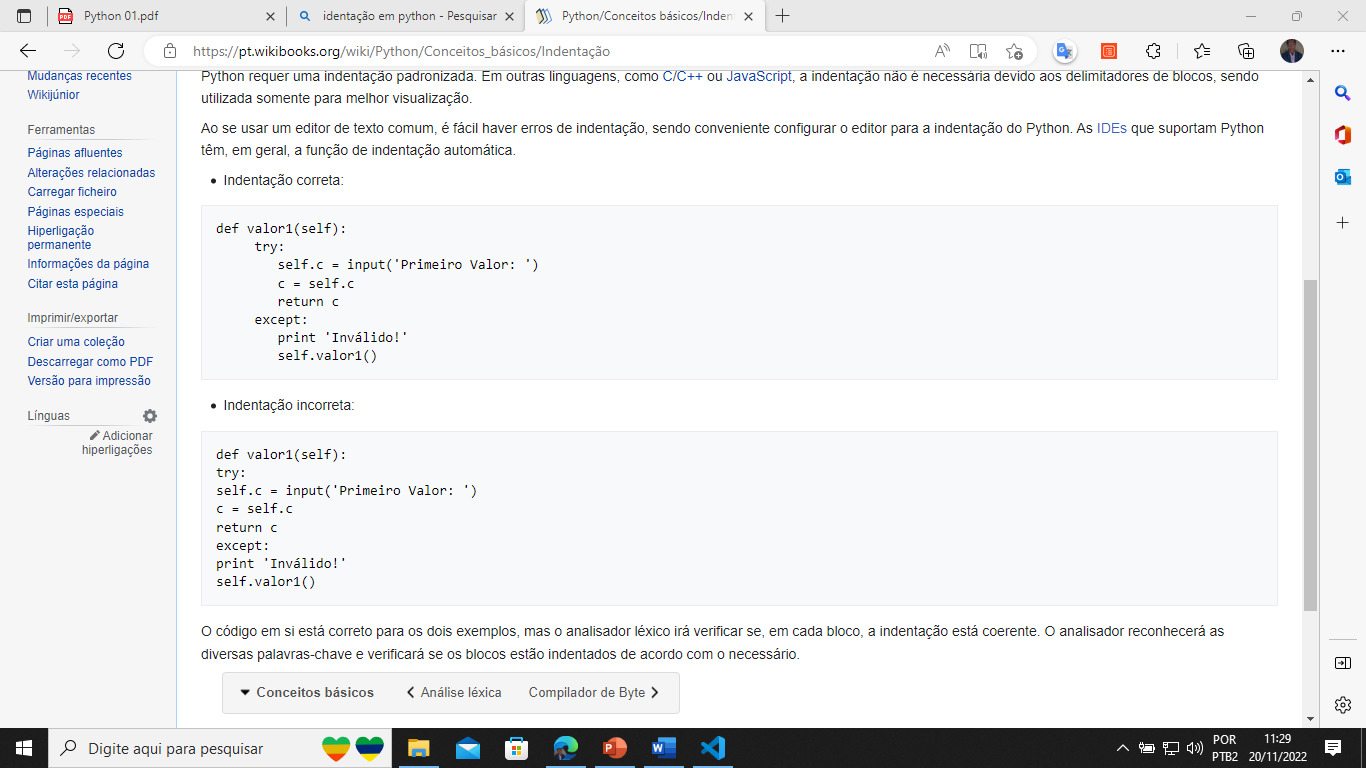 Python 01.pdf
identação em python - Pesquisar
Python/Conceitos básicos/Inden
https://pt.wikibooks.org/wiki/Python/Conceitos_básicos/Indentação
Mudanças recentes
Wikijúnior
Ferramentas
Páginas afluentes
Alterações relacionadas
Carregar ficheiro
Páginas especiais
Hiperligação
permanente
Informações da página
Citar esta página
Imprimir/exportar
Criar uma coleção
Descarregar como PDF
Versão para impressão
Línguas
Adicionar
hiperligações
Python requer uma indentação padronizada. Em outras linguagens, como C/C++ ou JavaScript, a indentação não é necessária devido aos delimitadores de blocos, sendo
utilizada somente para melhor visualização.
Ao se usar um editor de texto comum, é fácil haver erros de indentação, sendo conveniente configurar o editor para a indentação do Python. As IDEs que suportam Python
têm, em geral, a função de indentação automática.
• Indentação correta:
def valor1(self):
     try:
        self.c = input('Primeiro Valor: ')
        c = self.c
        return c
     except:
        print 'Inválido!'
        self.valor1()
• Indentação incorreta:
def valor1(self):
try:
self.c = input('Primeiro Valor: ')
c = self.c
return c
except:
print 'Inválido!'
self.valor1()
O código em si está correto para os dois exemplos, mas o analisador léxico irá verificar se, em cada bloco, a indentação está coerente. O analisador reconhecerá as
diversas palavras-chave e verificará se os blocos estão indentados de acordo com o necessário.
Conceitos básicos Análise léxica Compilador de Byte
Digite aqui para pesquisar
POR
PTB2
11:29
20/11/2022